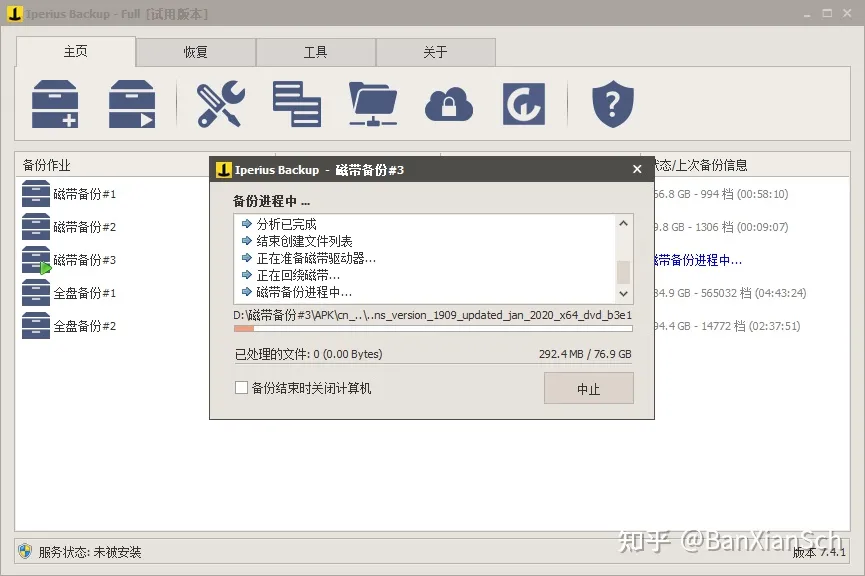 Iperius Backup - Full [试用版本]
主页 恢复 工具 关于
备份作业
状态/上次备份信息
磁带备份#1
66.8 GB - 994 档 (00:58:10)
磁带备份#2
9.8 GB - 1306 档 (00:09:07)
磁带备份#3
磁带备份进程中...
全盘备份#1
34.9 GB - 565032 档 (04:43:24)
全盘备份#2
94.4 GB - 14772 档 (02:37:51)
Iperius Backup - 磁带备份#3
备份进程中 ...
分析已完成
结束创建文件列表
正在准备磁带驱动器...
正在回绕磁带...
磁带备份进程中...
D:\磁带备份#3\APK\cn_..\..ns_version_1909_updated_jan_2020_x64_dvd_b3e1
已处理的文件: 0 (0.00 Bytes)
292.4 MB / 76.9 GB
备份结束时关闭计算机
中止
服务状态: 未被安装
版本 7.4.1
知乎 @BanXianSch